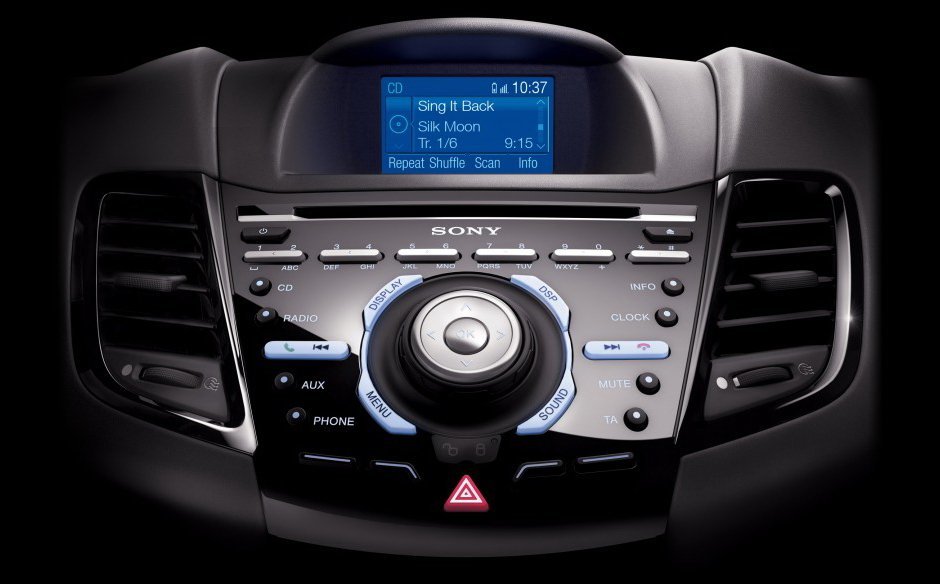 CD 10:37
Sing It Back
Silk Moon
Tr. 1/6 9:15
Repeat Shuffle Scan Info
SONY
1 2 3 4 5 6 7 8 9 0 * #
ABC DEF GHI JKL MNO PQRS TUV WXYZ +
DISPLAY DSP
CD INFO
RADIO CLOCK
OK
AUX MUTE
MENU SOUND
PHONE TA